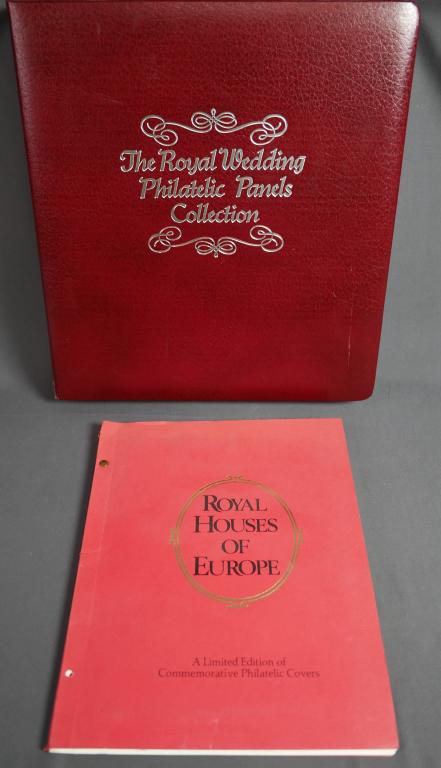 The Royal Wedding
Philatelic Panels
Collection
ROYAL
HOUSES
OF
EUROPE
A Limited Edition of
Commemorative Philatelic Covers